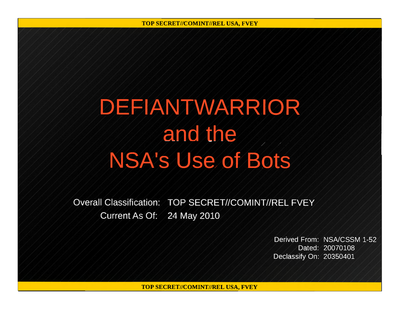 TOP SECRET//COMINT//REL USA, FVEY
DEFIANTWARRIOR
and the
NSA's Use of Bots
Overall Classification: TOP SECRET//COMINT//REL FVEY
Current As Of: 24 May 2010
Derived From: NSA/CSSM 1-52
Dated: 20070108
Declassify On: 20350401
TOP SECRET//COMINT//REL USA, FVEY